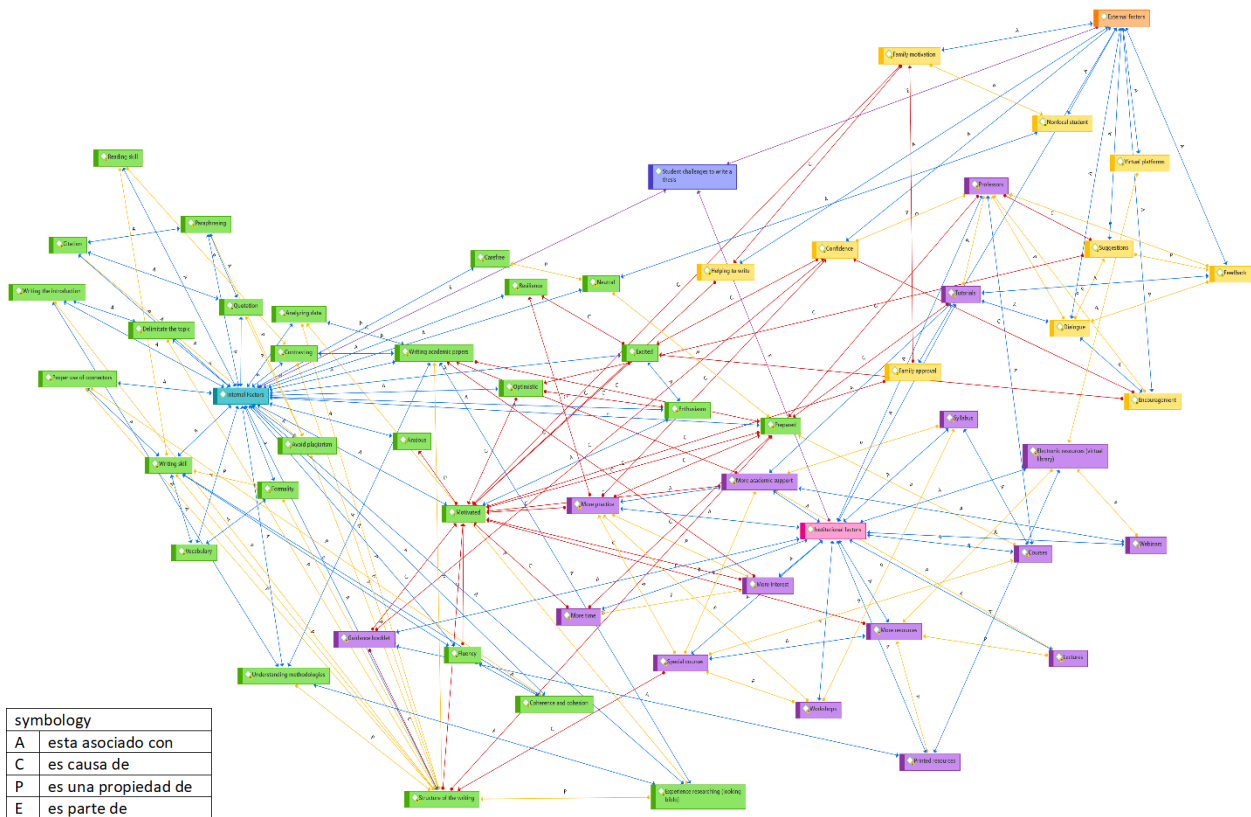 External factors
Family motivation
Nonlocal student
Reading skill
Virtual platforms
Student challenges to write a
thesis
Professors
Paraphrasing
Citation
Carefree
Confidence
Suggestions
Helping to write
Feedback
Writing the introduction
Resilience
Neutral
Tutorials
Quotation
Analyzing data
Delimitate the topic
Dialogue
Contrasting
Writing academic papers
Excited
Family approval
Proper use of connectors
Internal Factors
Optimistic
Encouragement
Enthusiasm
Syllabus
Prepared
Avoid plagiarism
Anxious
Electronic resources (virtual
library)
Writing skill
More academic support
Formality
More practice
Motivated
Institutional factors
Vocabulary
Courses
Webinars
More interest
More time
More resources
Guidance booklet
Fluency
Special courses
Lectures
Understanding methodologies
Coherence and cohesion
Workshops
Printed resources
Structure of the writing
symbology
A esta asociado con
C es causa de
P es una propiedad de
E es parte de